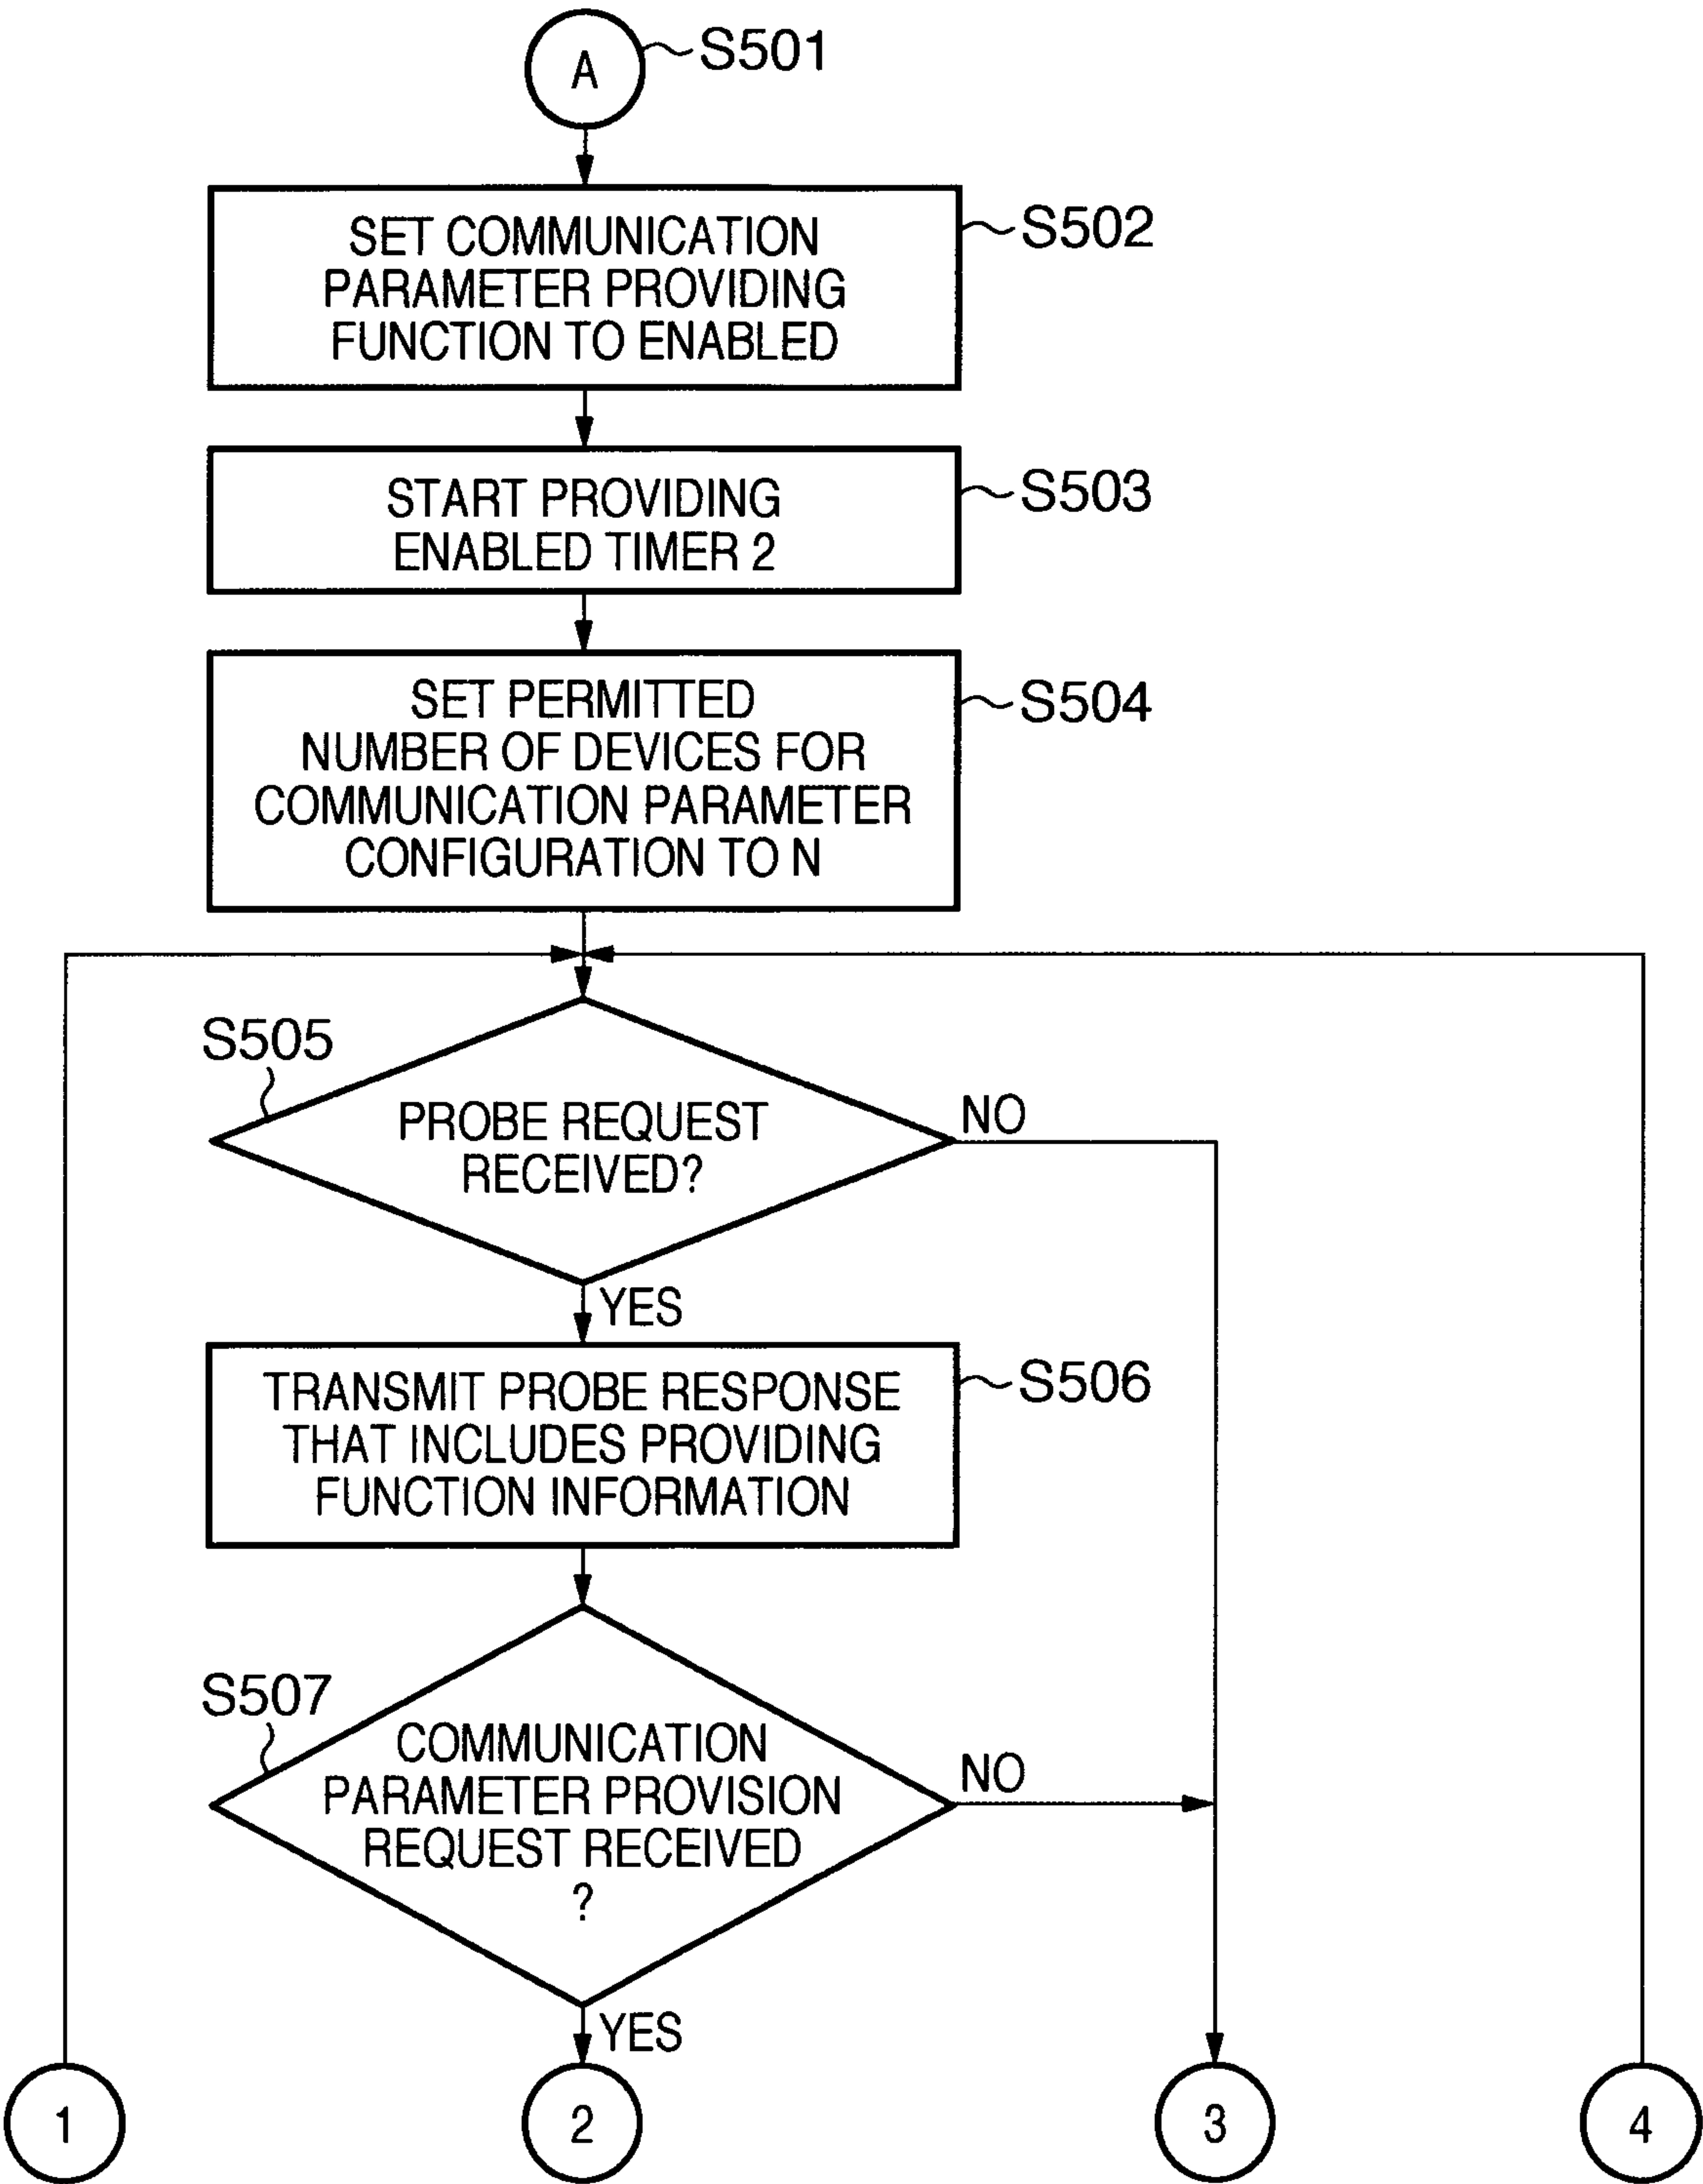 A
S501
SET COMMUNICATION
PARAMETER PROVIDING
FUNCTION TO ENABLED
S502
START PROVIDING
ENABLED TIMER 2
S503
SET PERMITTED
NUMBER OF DEVICES FOR
COMMUNICATION PARAMETER
CONFIGURATION TO N
S504
S505
PROBE REQUEST
RECEIVED?
NO
YES
TRANSMIT PROBE RESPONSE
THAT INCLUDES PROVIDING
FUNCTION INFORMATION
S506
S507
COMMUNICATION
PARAMETER PROVISION
REQUEST RECEIVED
?
NO
YES
1
2
3
4